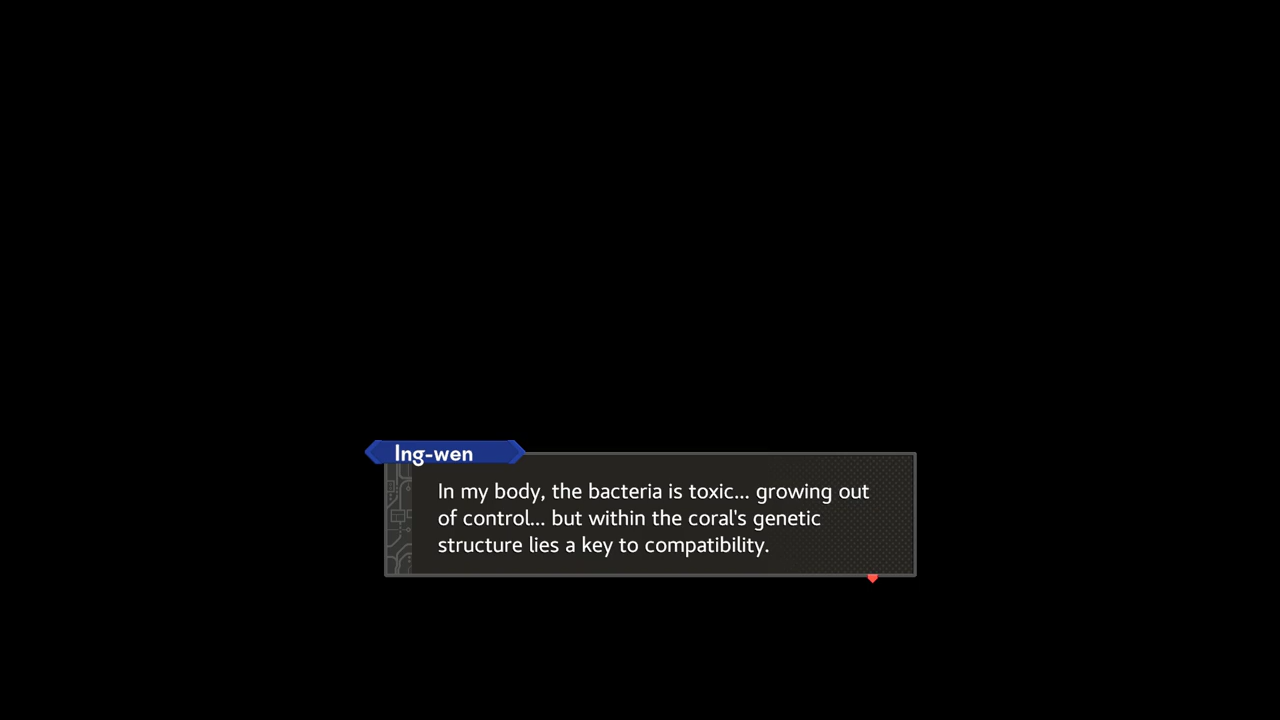 Ing-wen
In my body, the bacteria is toxic... growing out
of control... but within the coral's genetic
structure lies a key to compatibility.